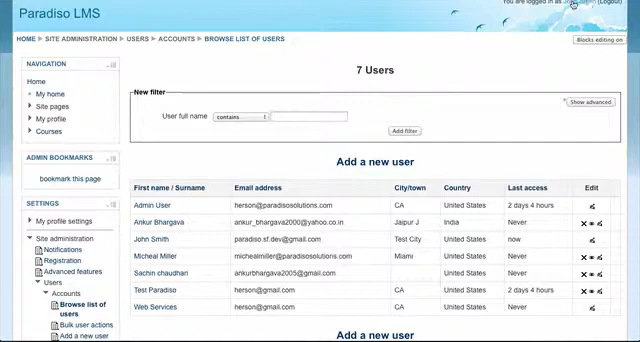 Paradiso LMS
You are logged in as John Smith (Logout)
HOME ► SITE ADMINISTRATION ► USERS ► ACCOUNTS ► BROWSE LIST OF USERS
Blocks editing on
NAVIGATION
Home
My home
Site pages
My profile
Courses
ADMIN BOOKMARKS
bookmark this page
SETTINGS
My profile settings
Site administration
Notifications
Registration
Advanced features
Users
Accounts
Browse list of
users
Bulk user actions
Add a new user
7 Users
New filter
* Show advanced
User full name contains
Add filter
Add a new user
First name / Surname Email address City/town Country Last access Edit
Admin User herson@paradisosolutions.com CA United States 2 days 4 hours
Ankur Bhargava ankur_bhargava2000@yahoo.co.in Jaipur J India Never
John Smith paradiso.sf.dev@gmail.com Test City United States now
Micheal Miller michealmiller@paradisosolutions.com Miami United States Never
Sachin chaudhari ankurbhargava2005@gmail.com United States Never
Test Paradiso herson@gmail.com CA United States 2 days 4 hours
Web Services herson@gmail.com CA United States Never
Add a new user